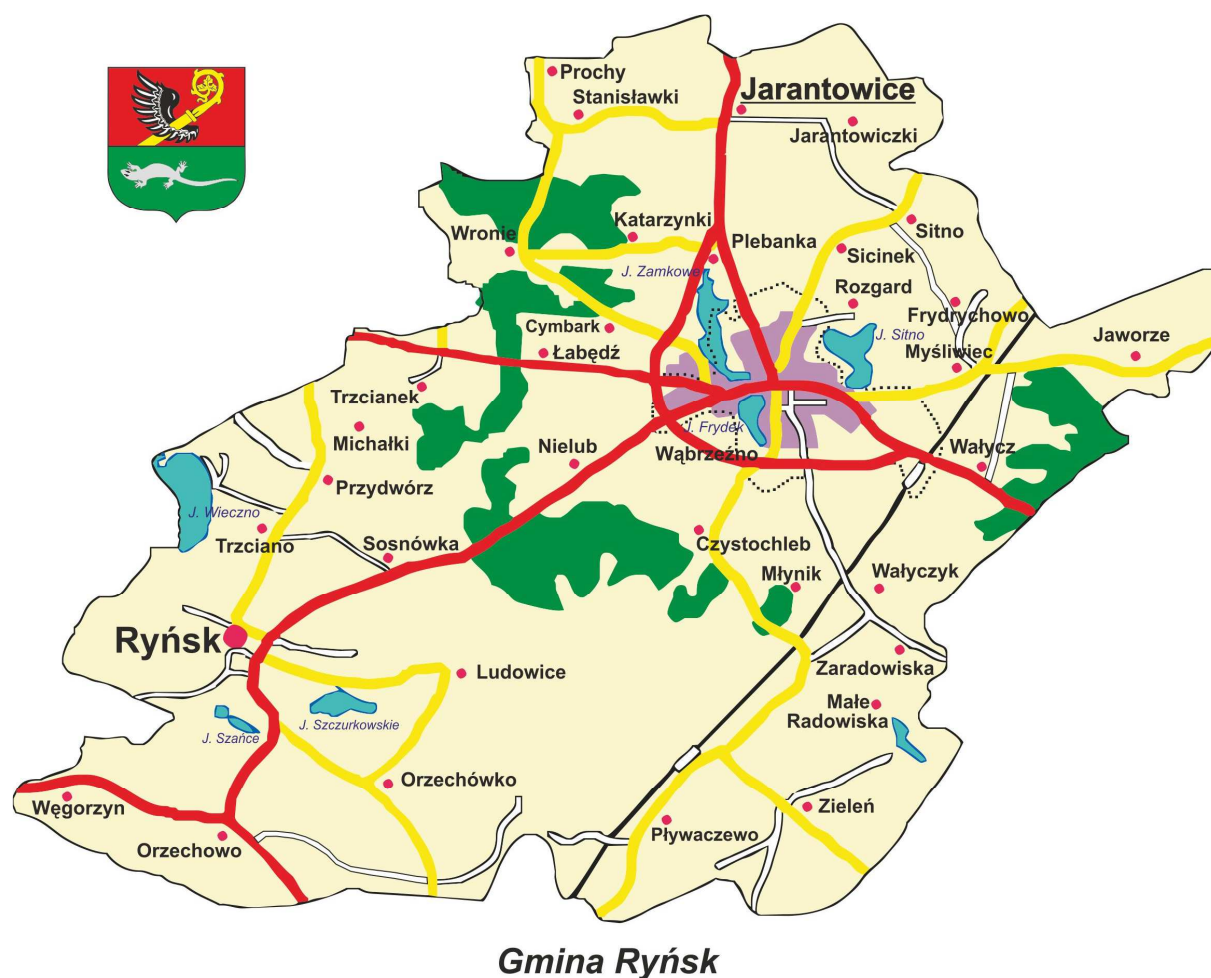 Prochy
Stanisławki
Jarantowice
Jarantowiczki
Sitno
Katarzynki
Wronie
Plebanka
Sicinek
J. Zamkowe
Rozgard
Frydrychowo
Cymbark
J. Sitno
Łabędź
Myśliwiec
Jaworze
Trzcianek
Michałki
J. Frydek
Nielub
Wąbrzeźno
Wałycz
Przydwórz
J. Wieczno
Trzciano
Sosnówka
Czystochleb
Młynik
Wałyczyk
Ryńsk
Ludowice
Zaradowiska
Małe
Radowiska
J. Szańce
J. Szczurkowskie
Orzechówko
Węgorzyn
Zieleń
Pływaczewo
Orzechowo
Gmina Ryńsk